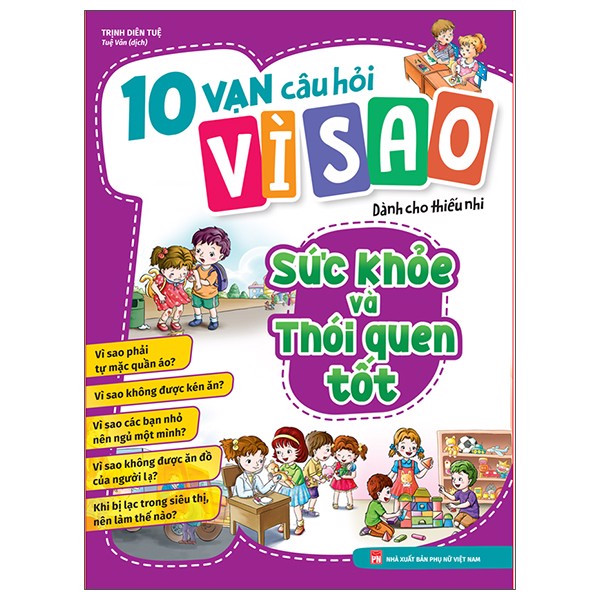 TRỊNH DIÊN TUỆ
Tuệ Văn (dịch)
10 VẠN câu hỏi
VÌ SAO
Dành cho thiếu nhi
Sức khỏe
và
Thói quen
tốt
Vì sao phải
tự mặc quần áo?
Vì sao không được kén ăn?
Vì sao các bạn nhỏ
nên ngủ một mình?
Vì sao không được ăn đồ
của người lạ?
Khi bị lạc trong siêu thị,
nên làm thế nào?
PN
NHÀ XUẤT BẢN PHỤ NỮ VIỆT NAM